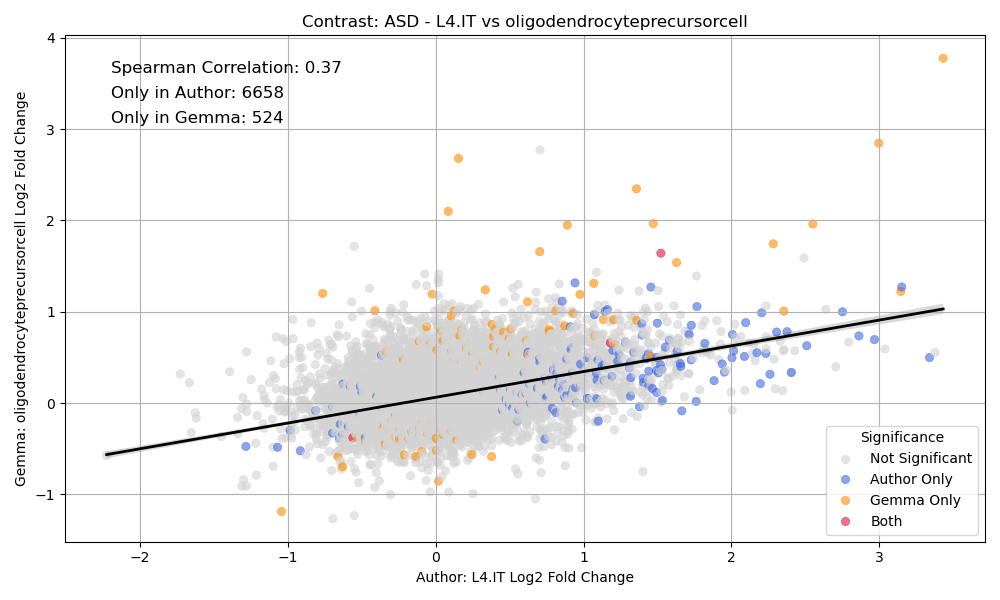 Contrast: ASD - L4.IT vs oligodendrocyteprecursorcell
Spearman Correlation: 0.37
Only in Author: 6658
Only in Gemma: 524
Gemma: oligodendrocyteprecursorcell Log2 Fold Change
4
3
2
1
0
−1
−2
−1
0
1
2
3
Author: L4.IT Log2 Fold Change
Significance
Not Significant
Author Only
Gemma Only
Both